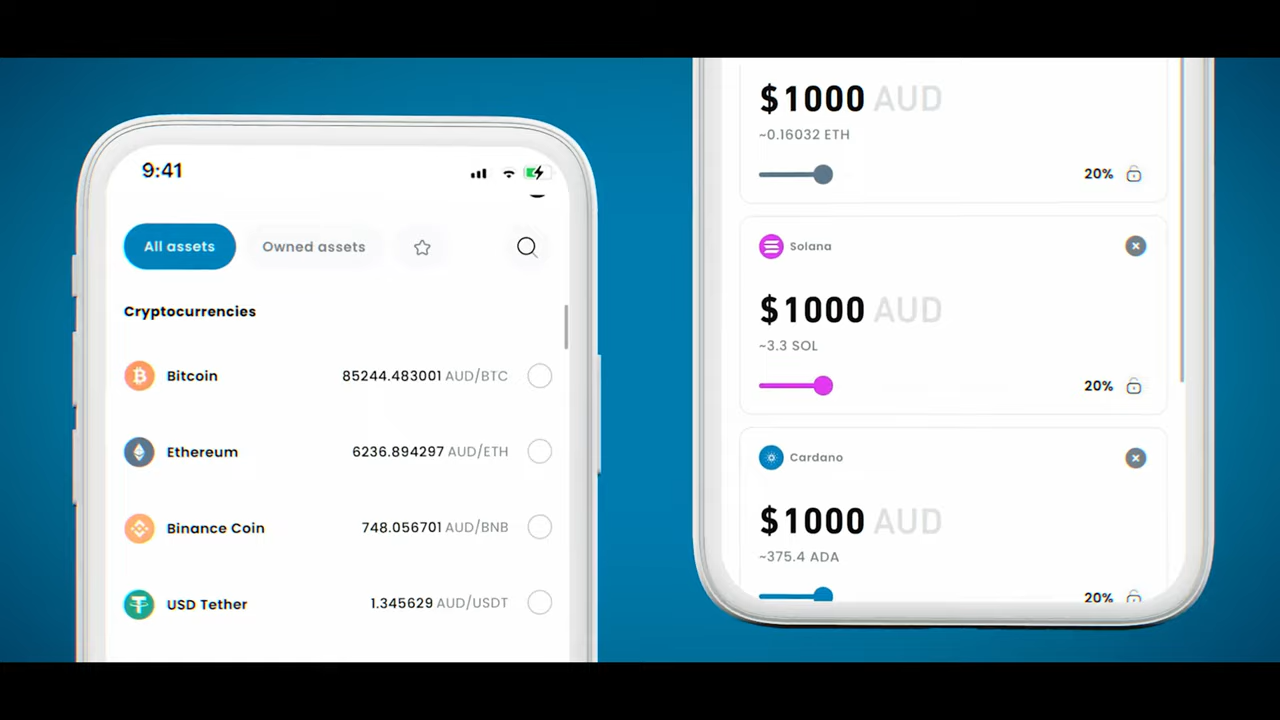 9:41
All assets
Owned assets
Cryptocurrencies
Bitcoin 85244.483001 AUD/BTC
Ethereum 6236.894297 AUD/ETH
Binance Coin 748.056701 AUD/BNB
USD Tether 1.345629 AUD/USDT
$1000 AUD
~0.16032 ETH
20%
Solana
$1000 AUD
~3.3 SOL
20%
Cardano
$1000 AUD
~375.4 ADA
20%